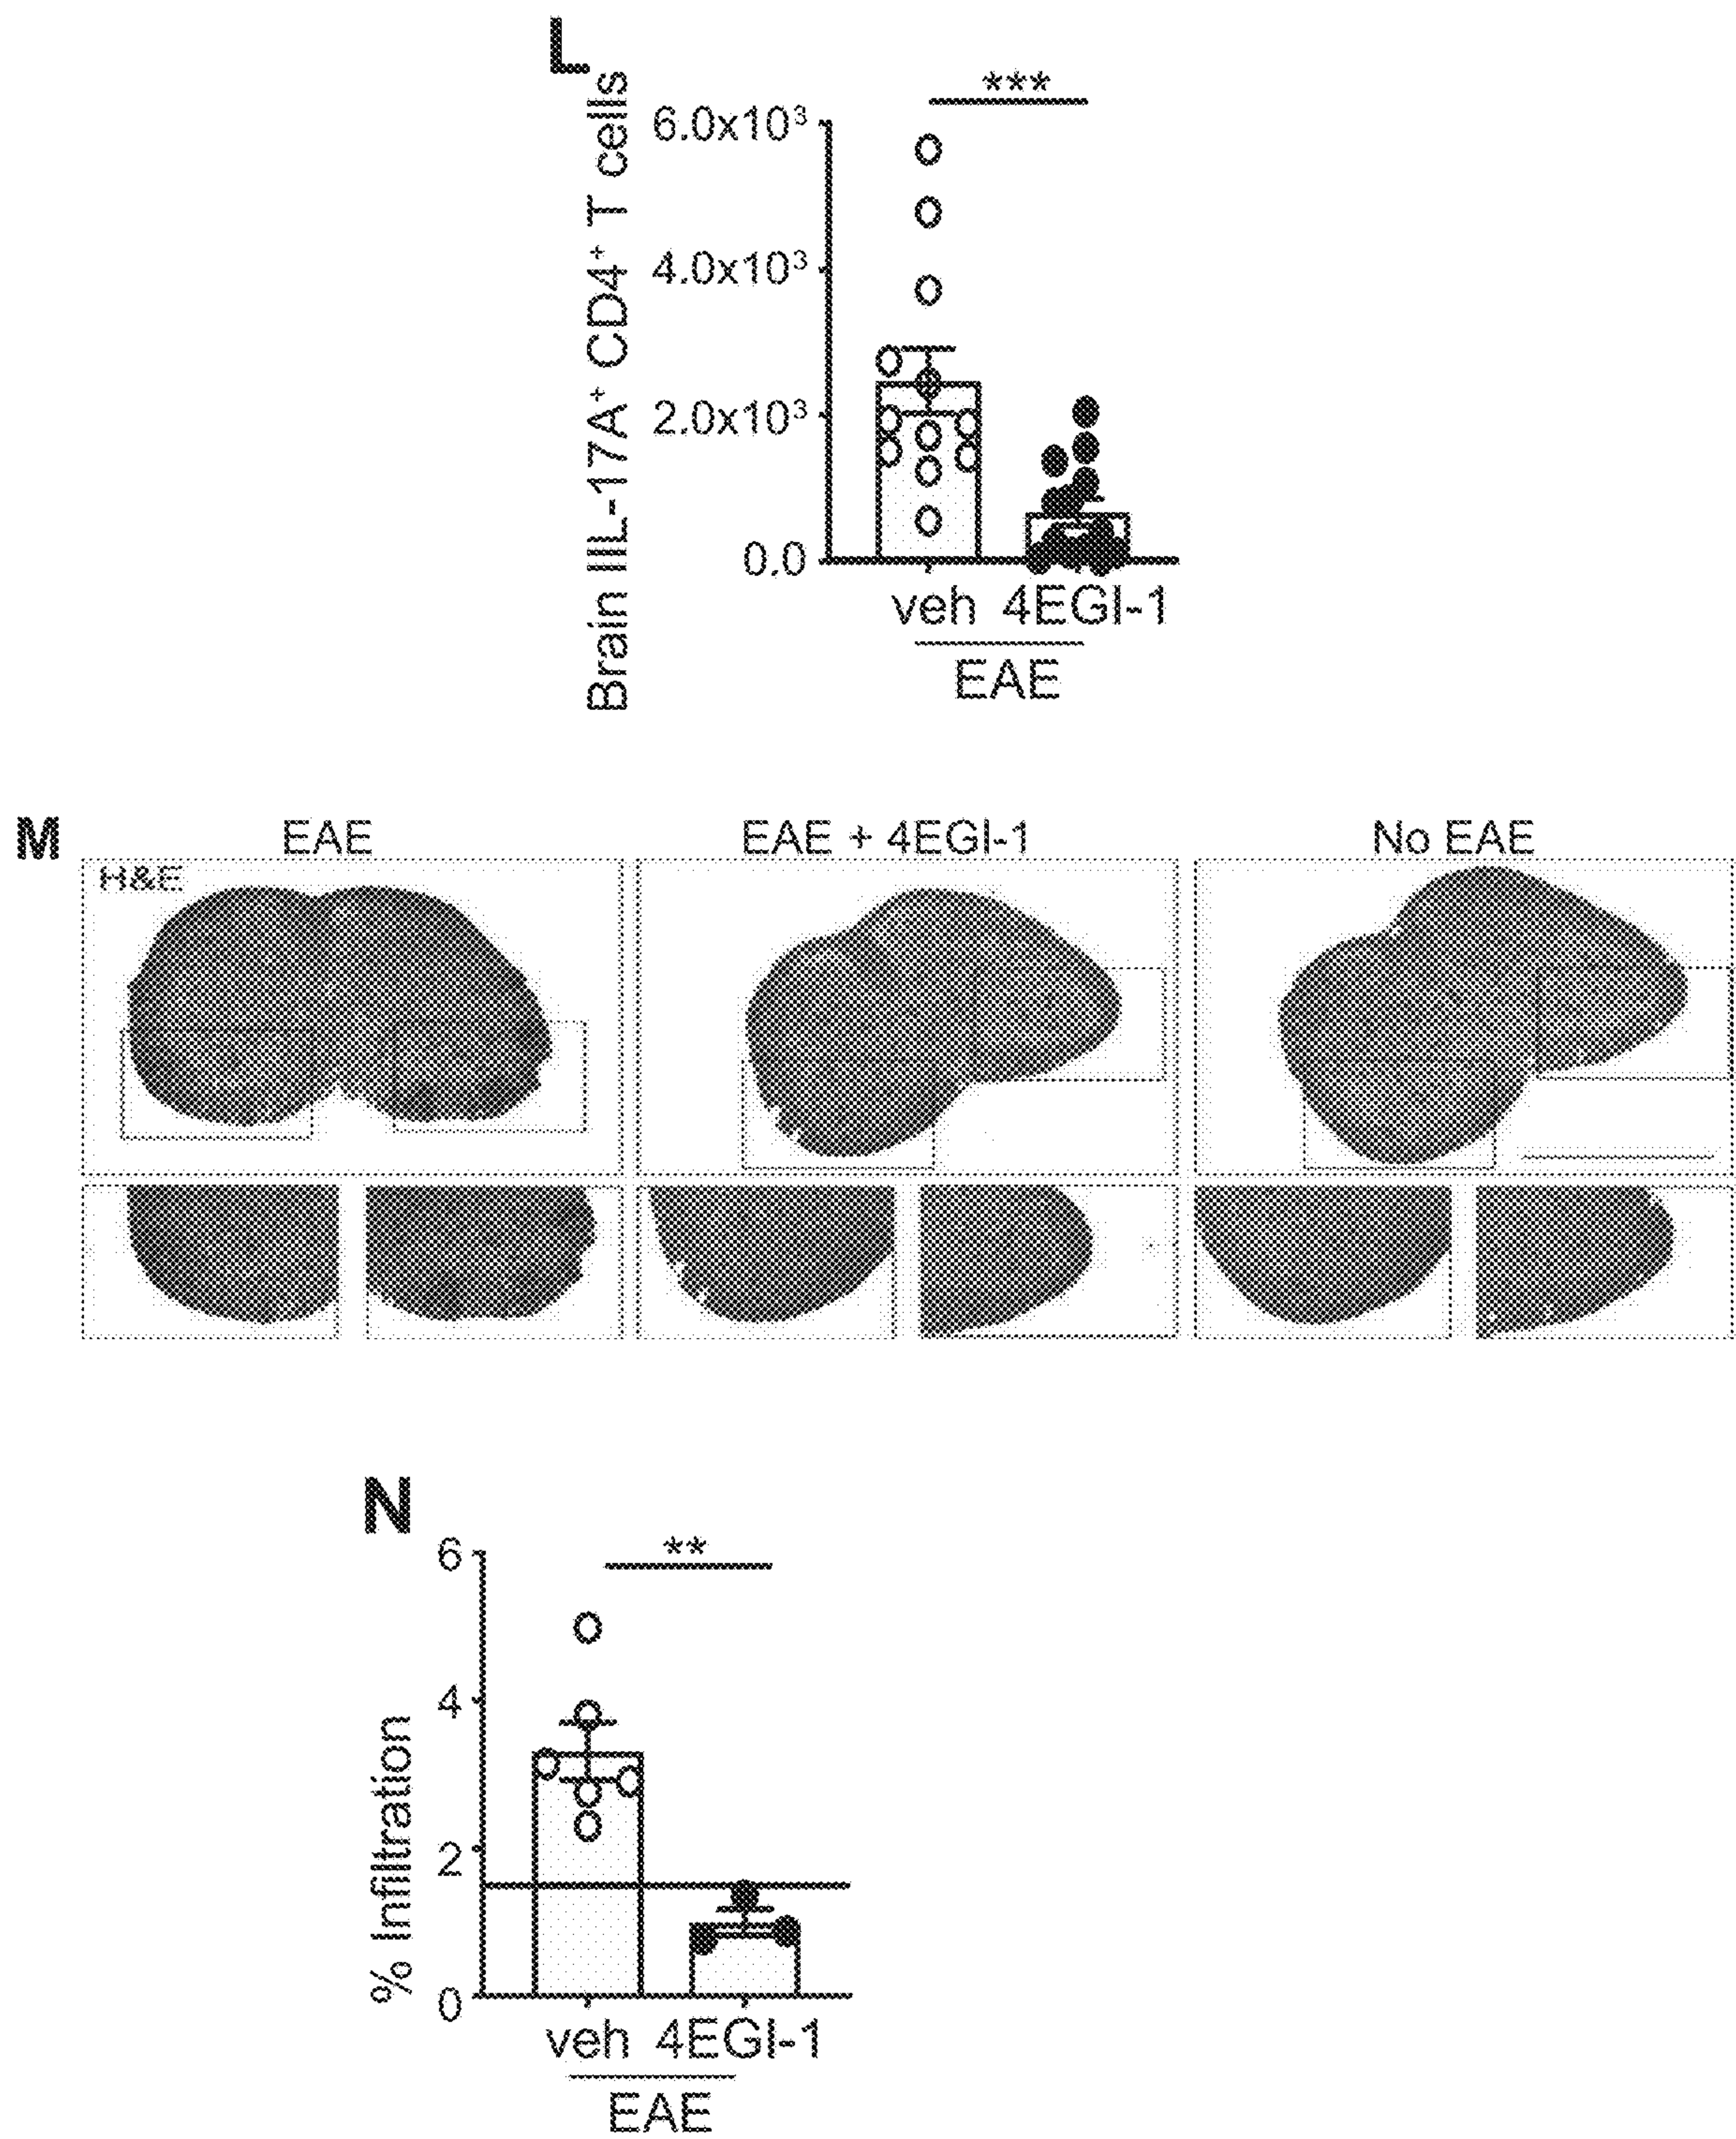 L
***
Brain IIL-17A⁺ CD4⁺ T cells
6.0x10³
4.0x10³
2.0x10³
0.0
veh 4EGI-1
EAE
M
EAE
EAE + 4EGI-1
No EAE
H&E
N
**
% Infiltration
6
4
2
0
veh 4EGI-1
EAE